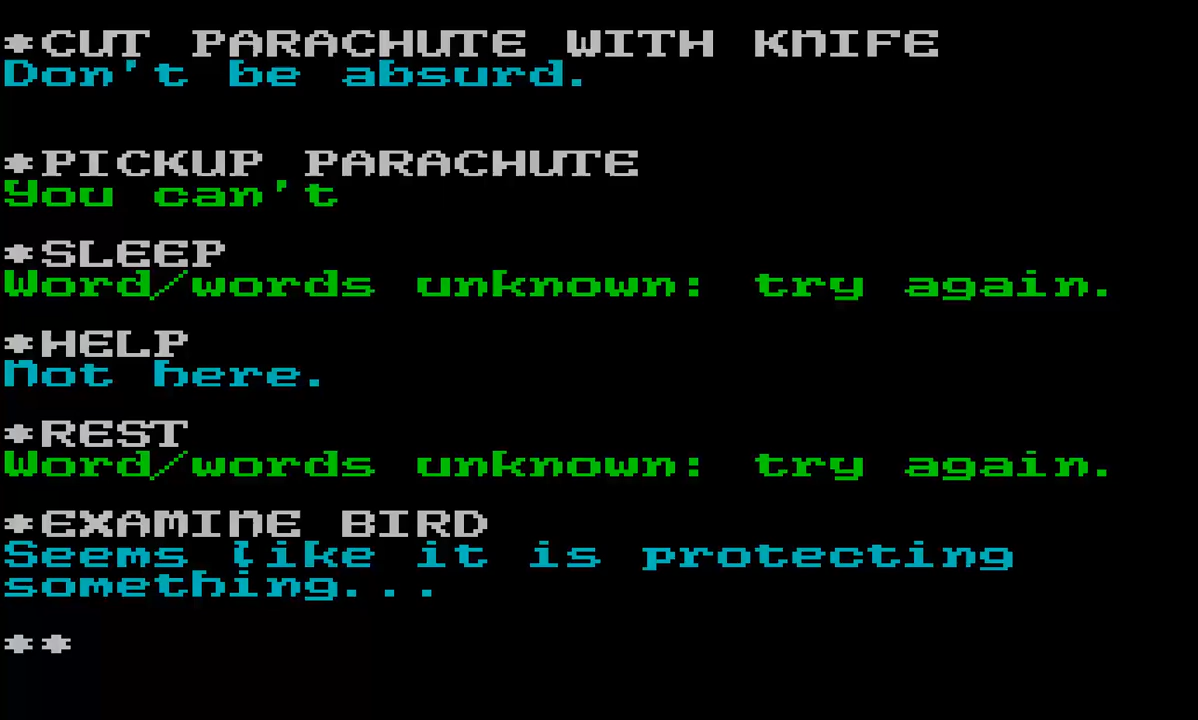 *CUT PARACHUTE WITH KNIFE
Don't be absurd.
*PICKUP PARACHUTE
You can't
*SLEEP
Word/words unknown: try again.
*HELP
Not here.
*REST
Word/words unknown: try again.
*EXAMINE BIRD
Seems like it is protecting
something...
**